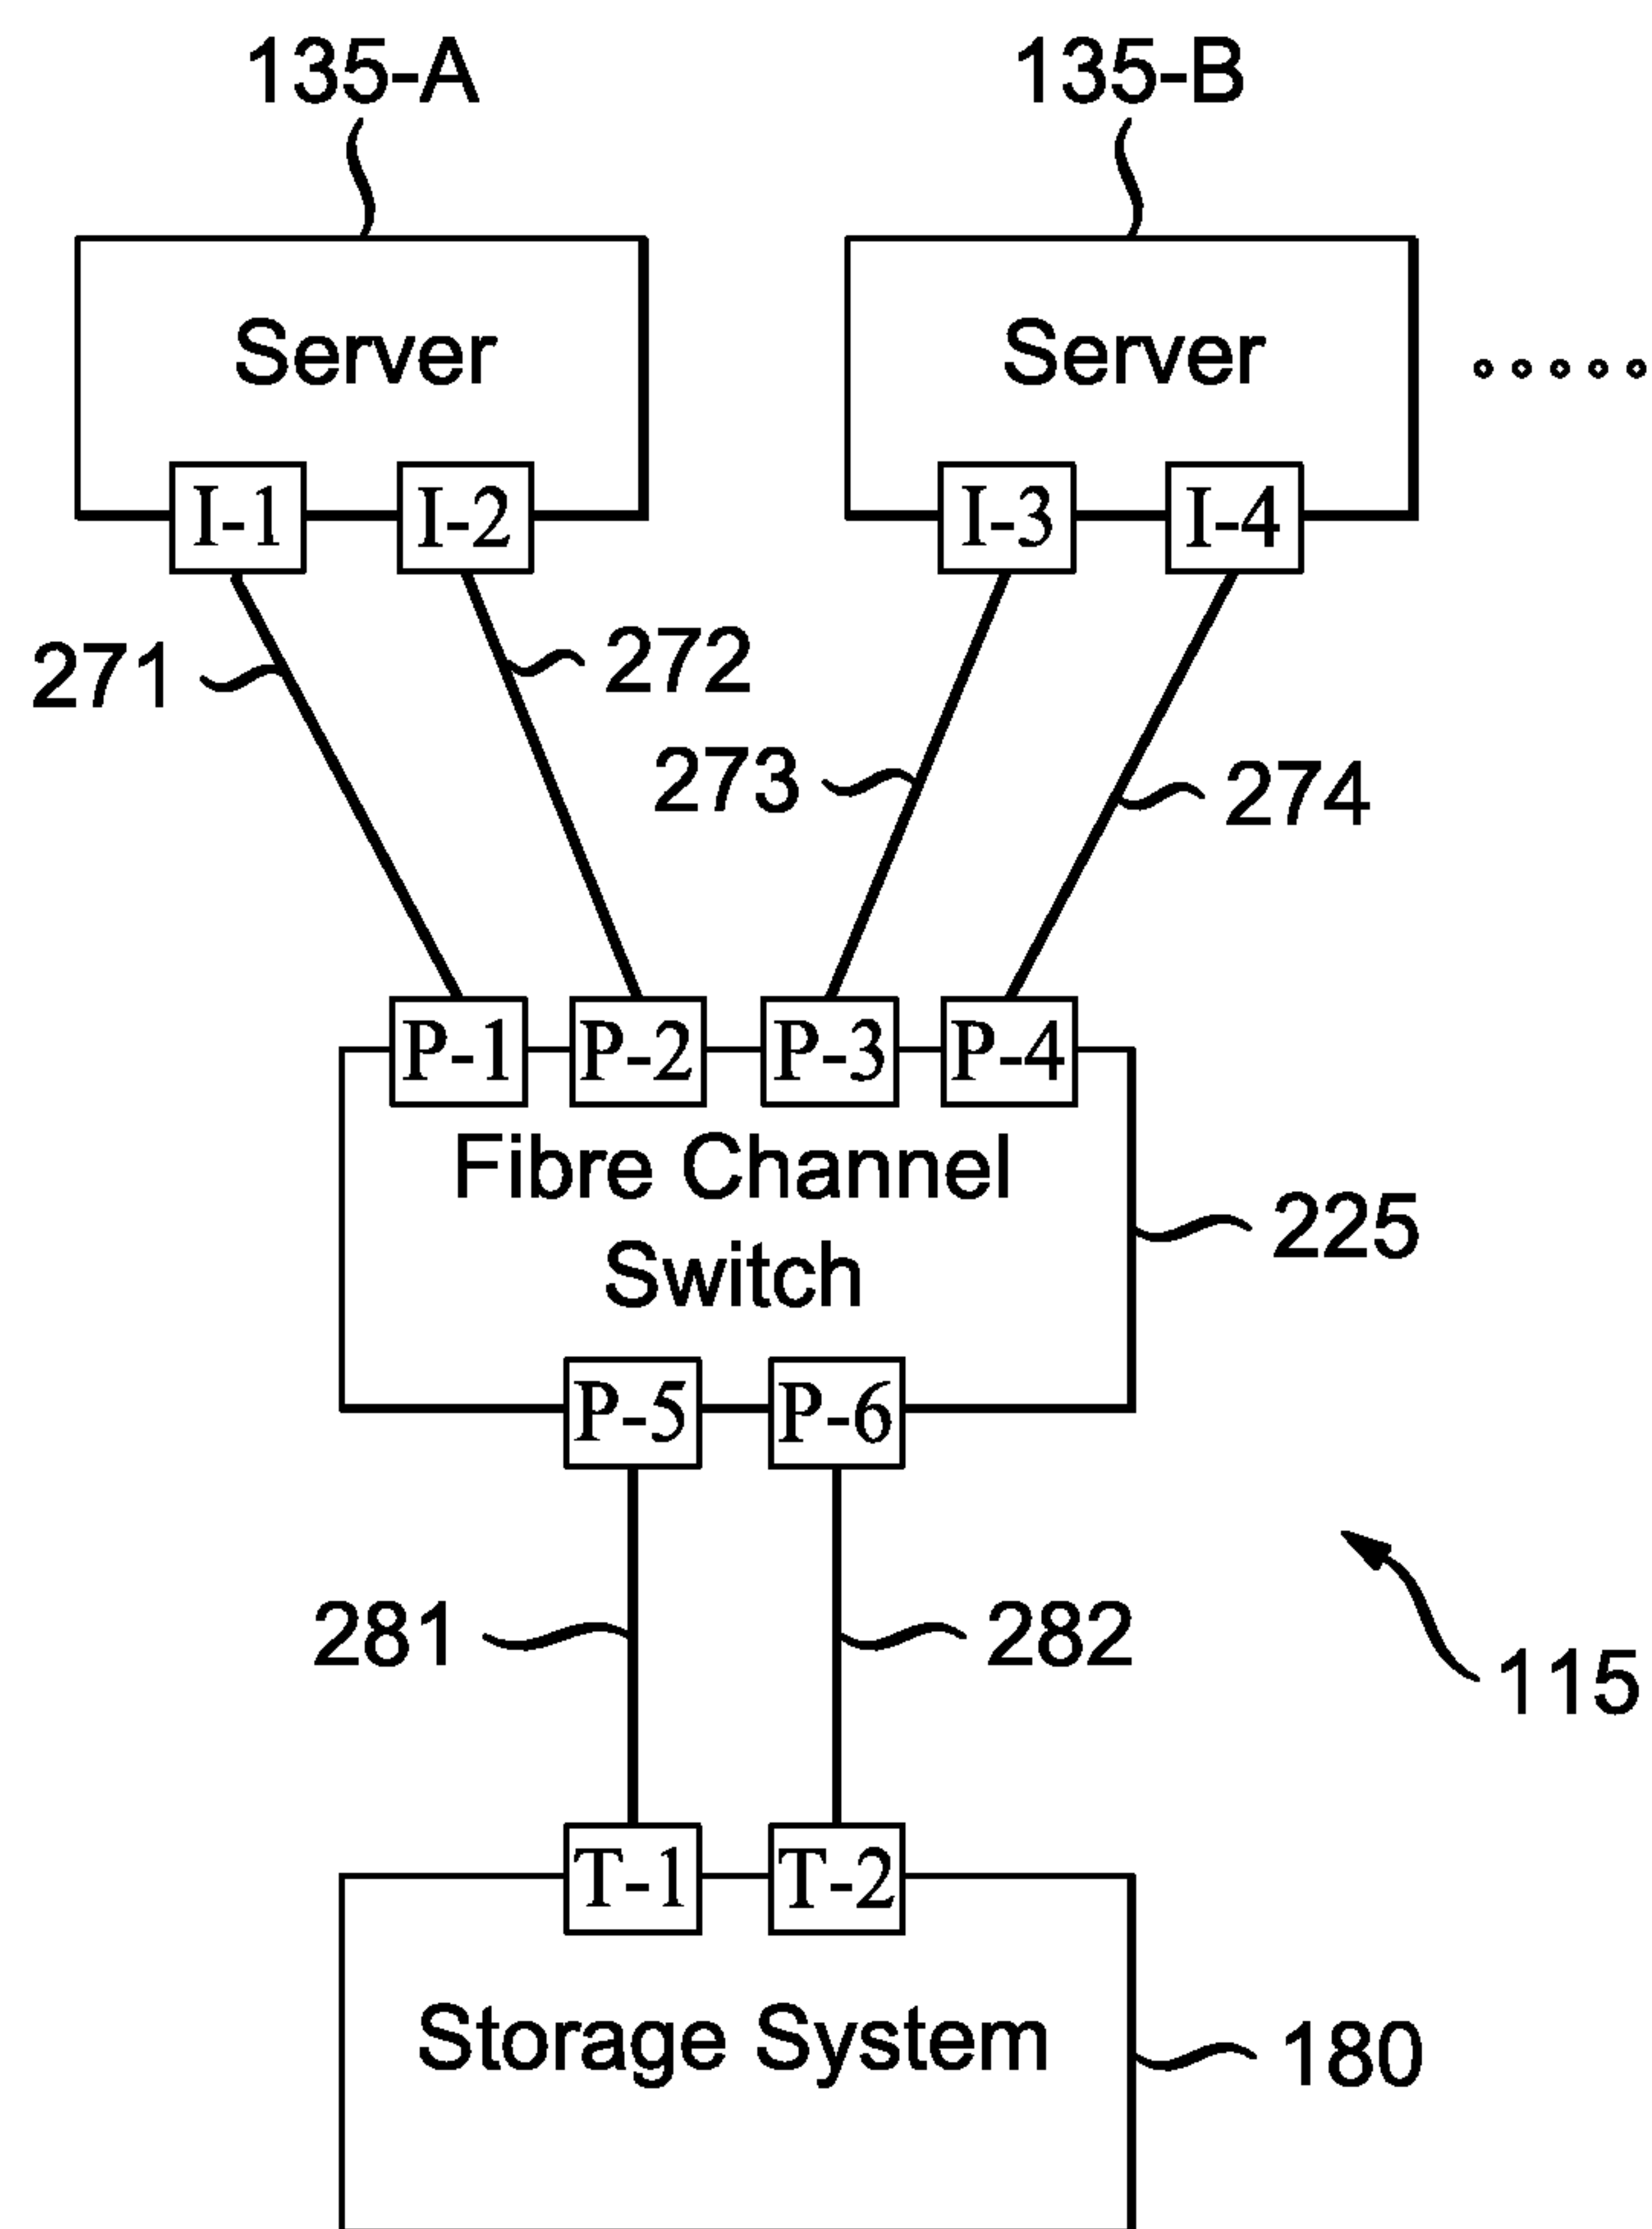 135-A
135-B
Server
Server
I-1
I-2
I-3
I-4
271
272
273
274
P-1
P-2
P-3
P-4
Fibre Channel
Switch
225
P-5
P-6
281
282
115
T-1
T-2
Storage System
180